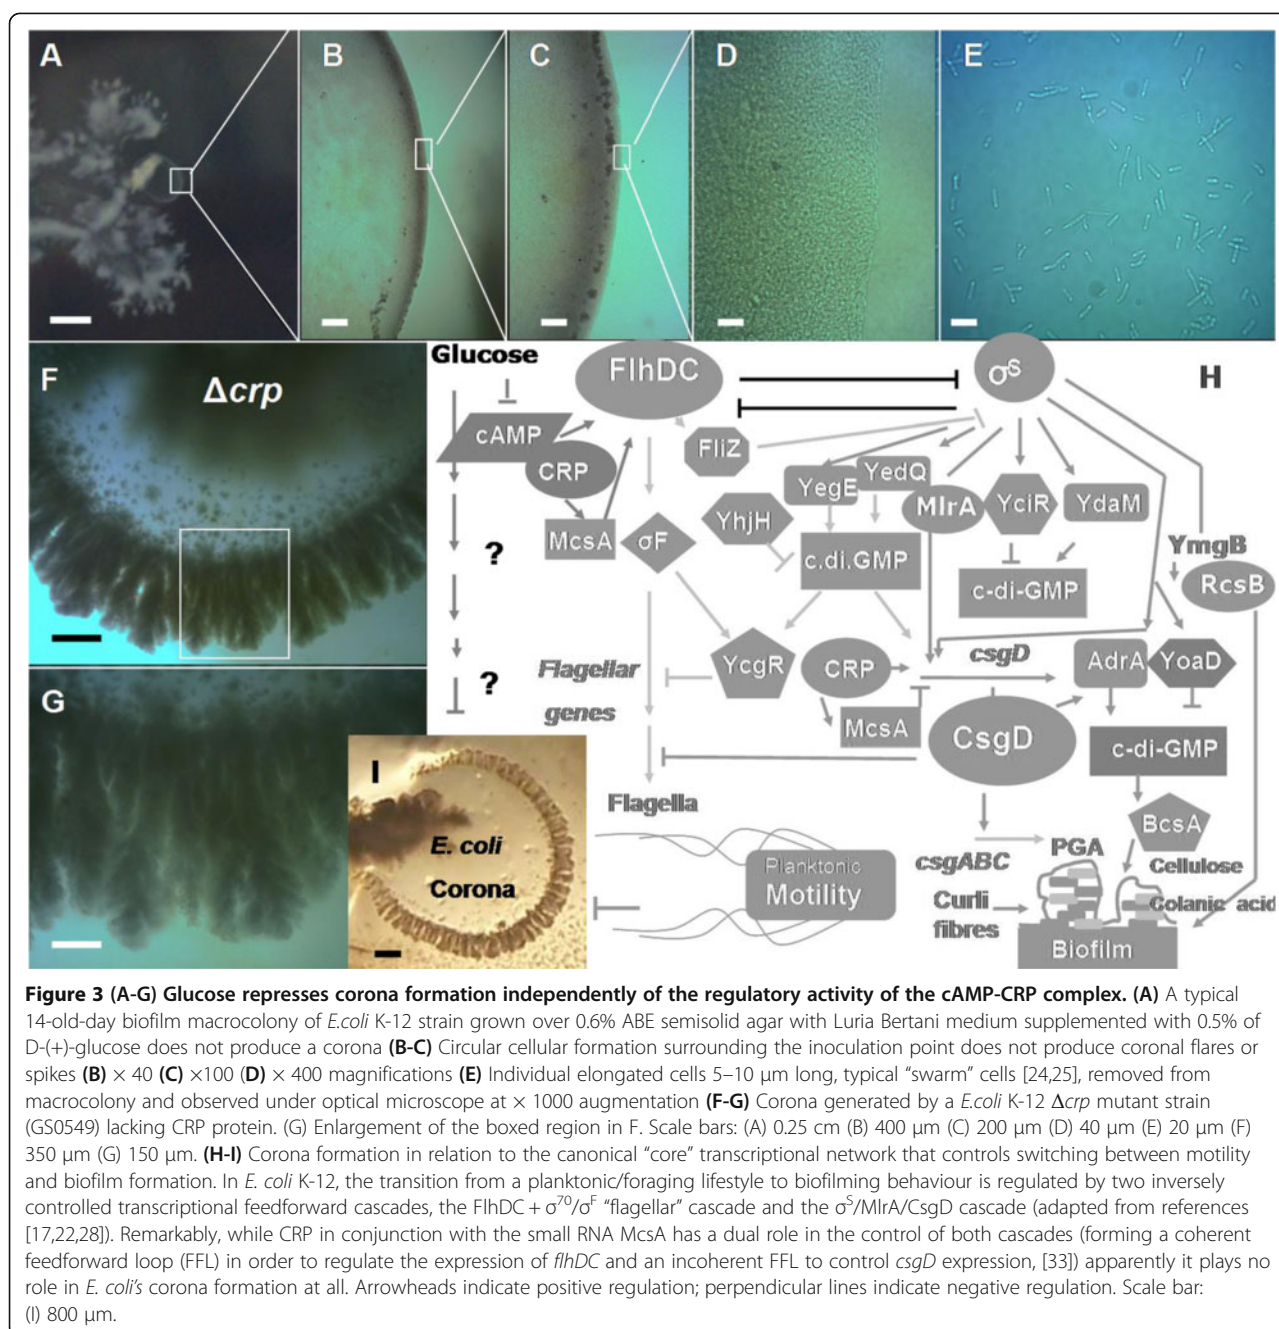 A
B
C
D
E
F
Δcrp
G
Glucose
FlhDC
σS
H
cAMP
CRP
FliZ
YegE
YedQ
MlrA
YciR
YdaM
McsA
σF
YhjH
c.di.GMP
c-di-GMP
YmgB
RcsB
?
?
Flagellar
genes
YcgR
CRP
McsA
csgD
CsgD
AdrA
YoaD
c-di-GMP
Flagella
BcsA
I
E. coli
Corona
Planktonic
Motility
csgABC
PGA
Cellulose
Curli
fibres
Colanic acid
Biofilm
Figure 3 (A-G) Glucose represses corona formation independently of the regulatory activity of the cAMP-CRP complex. (A) A typical
14-old-day biofilm macrocolony of E.coli K-12 strain grown over 0.6% ABE semisolid agar with Luria Bertani medium supplemented with 0.5% of
D-(+)-glucose does not produce a corona (B-C) Circular cellular formation surrounding the inoculation point does not produce coronal flares or
spikes (B) × 40 (C) ×100 (D) × 400 magnifications (E) Individual elongated cells 5–10 μm long, typical “swarm” cells [24,25], removed from
macrocolony and observed under optical microscope at × 1000 augmentation (F-G) Corona generated by a E.coli K-12 Δcrp mutant strain
(GS0549) lacking CRP protein. (G) Enlargement of the boxed region in F. Scale bars: (A) 0.25 cm (B) 400 μm (C) 200 μm (D) 40 μm (E) 20 μm (F)
350 μm (G) 150 μm. (H-I) Corona formation in relation to the canonical “core” transcriptional network that controls switching between motility
and biofilm formation. In E. coli K-12, the transition from a planktonic/foraging lifestyle to biofilming behaviour is regulated by two inversely
controlled transcriptional feedforward cascades, the FlhDC + σ70/σF “flagellar” cascade and the σS/MlrA/CsgD cascade (adapted from references
[17,22,28]). Remarkably, while CRP in conjunction with the small RNA McsA has a dual role in the control of both cascades (forming a coherent
feedforward loop (FFL) in order to regulate the expression of flhDC and an incoherent FFL to control csgD expression, [33]) apparently it plays no
role in E. coli’s corona formation at all. Arrowheads indicate positive regulation; perpendicular lines indicate negative regulation. Scale bar:
(I) 800 μm.